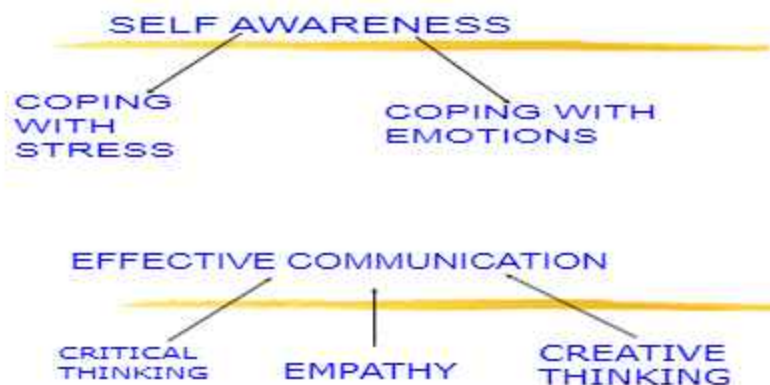 SELF AWARENESS
COPING
WITH
STRESS
COPING WITH
EMOTIONS
EFFECTIVE COMMUNICATION
CRITICAL
THINKING
EMPATHY
CREATIVE
THINKING